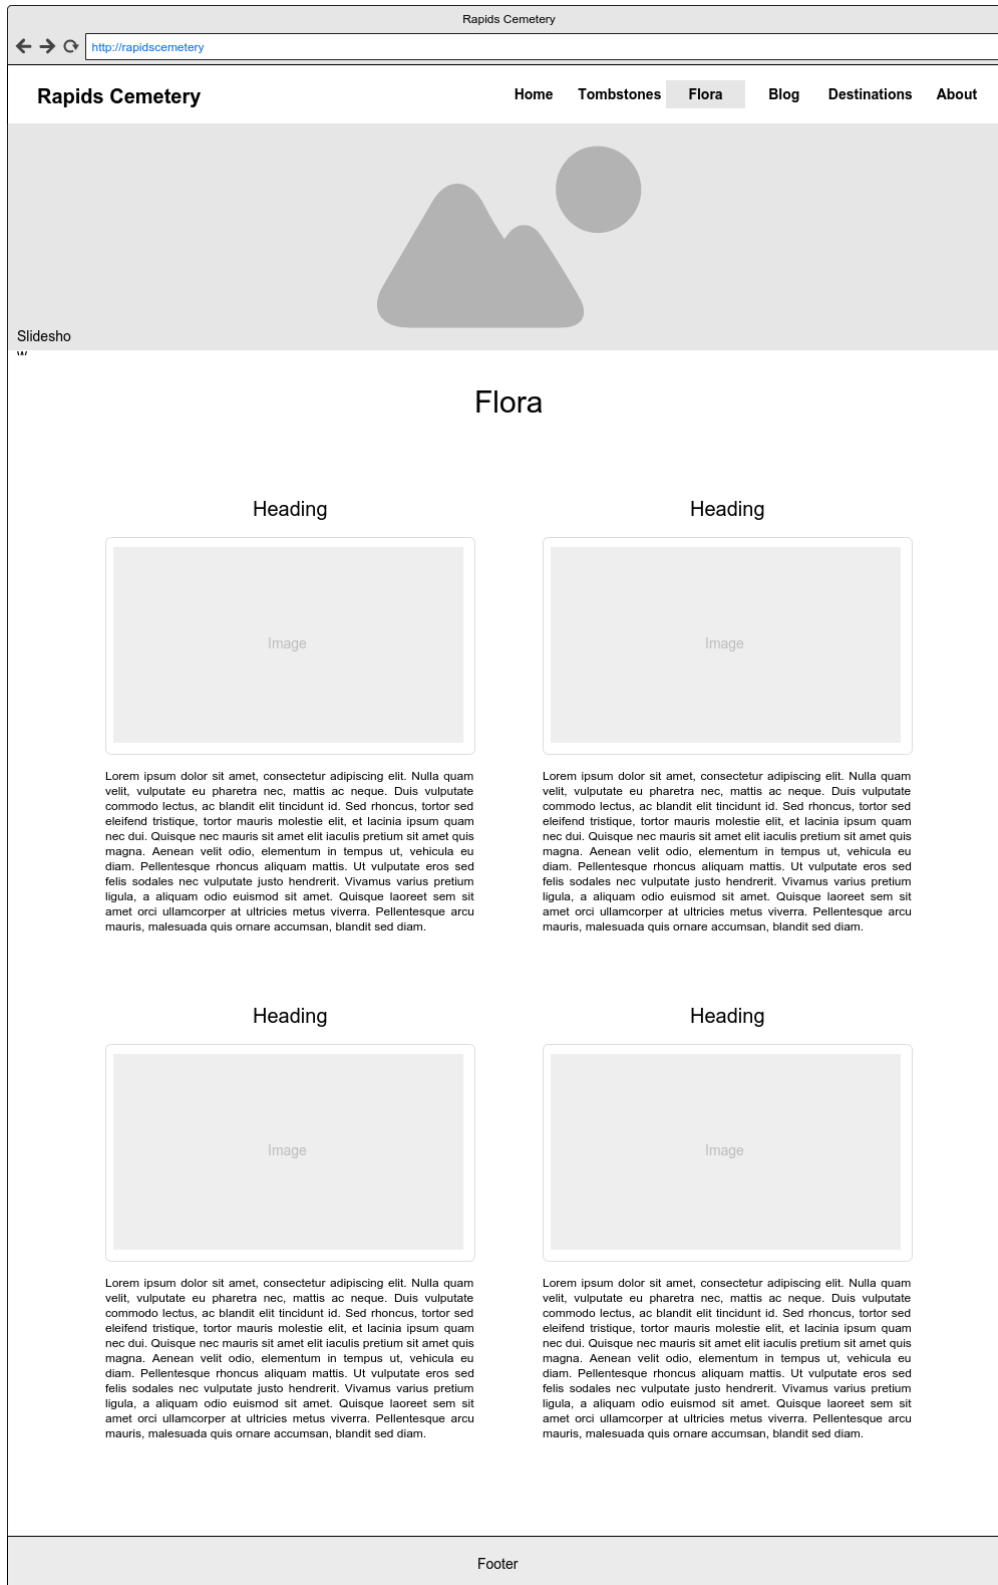 Rapids Cemetery
http://rapidscemetery
Rapids Cemetery
Home Tombstones Flora Blog Destinations About
Slidesho
w
Flora
Heading
Image
Lorem ipsum dolor sit amet, consectetur adipiscing elit. Nulla quam
velit, vulputate eu pharetra nec, mattis ac neque. Duis vulputate
commodo lectus, ac blandit elit tincidunt id. Sed rhoncus, tortor sed
eleifend tristique, tortor mauris molestie elit, et lacinia ipsum quam
nec dui. Quisque nec mauris sit amet elit iaculis pretium sit amet quis
magna. Aenean velit odio, elementum in tempus ut, vehicula eu
diam. Pellentesque rhoncus aliquam mattis. Ut vulputate eros sed
felis sodales nec vulputate justo hendrerit. Vivamus varius pretium
ligula, a aliquam odio euismod sit amet. Quisque laoreet sem sit
amet orci ullamcorper at ultricies metus viverra. Pellentesque arcu
mauris, malesuada quis ornare accumsan, blandit sed diam.
Heading
Image
Lorem ipsum dolor sit amet, consectetur adipiscing elit. Nulla quam
velit, vulputate eu pharetra nec, mattis ac neque. Duis vulputate
commodo lectus, ac blandit elit tincidunt id. Sed rhoncus, tortor sed
eleifend tristique, tortor mauris molestie elit, et lacinia ipsum quam
nec dui. Quisque nec mauris sit amet elit iaculis pretium sit amet quis
magna. Aenean velit odio, elementum in tempus ut, vehicula eu
diam. Pellentesque rhoncus aliquam mattis. Ut vulputate eros sed
felis sodales nec vulputate justo hendrerit. Vivamus varius pretium
ligula, a aliquam odio euismod sit amet. Quisque laoreet sem sit
amet orci ullamcorper at ultricies metus viverra. Pellentesque arcu
mauris, malesuada quis ornare accumsan, blandit sed diam.
Heading
Image
Lorem ipsum dolor sit amet, consectetur adipiscing elit. Nulla quam
velit, vulputate eu pharetra nec, mattis ac neque. Duis vulputate
commodo lectus, ac blandit elit tincidunt id. Sed rhoncus, tortor sed
eleifend tristique, tortor mauris molestie elit, et lacinia ipsum quam
nec dui. Quisque nec mauris sit amet elit iaculis pretium sit amet quis
magna. Aenean velit odio, elementum in tempus ut, vehicula eu
diam. Pellentesque rhoncus aliquam mattis. Ut vulputate eros sed
felis sodales nec vulputate justo hendrerit. Vivamus varius pretium
ligula, a aliquam odio euismod sit amet. Quisque laoreet sem sit
amet orci ullamcorper at ultricies metus viverra. Pellentesque arcu
mauris, malesuada quis ornare accumsan, blandit sed diam.
Heading
Image
Lorem ipsum dolor sit amet, consectetur adipiscing elit. Nulla quam
velit, vulputate eu pharetra nec, mattis ac neque. Duis vulputate
commodo lectus, ac blandit elit tincidunt id. Sed rhoncus, tortor sed
eleifend tristique, tortor mauris molestie elit, et lacinia ipsum quam
nec dui. Quisque nec mauris sit amet elit iaculis pretium sit amet quis
magna. Aenean velit odio, elementum in tempus ut, vehicula eu
diam. Pellentesque rhoncus aliquam mattis. Ut vulputate eros sed
felis sodales nec vulputate justo hendrerit. Vivamus varius pretium
ligula, a aliquam odio euismod sit amet. Quisque laoreet sem sit
amet orci ullamcorper at ultricies metus viverra. Pellentesque arcu
mauris, malesuada quis ornare accumsan, blandit sed diam.
Footer